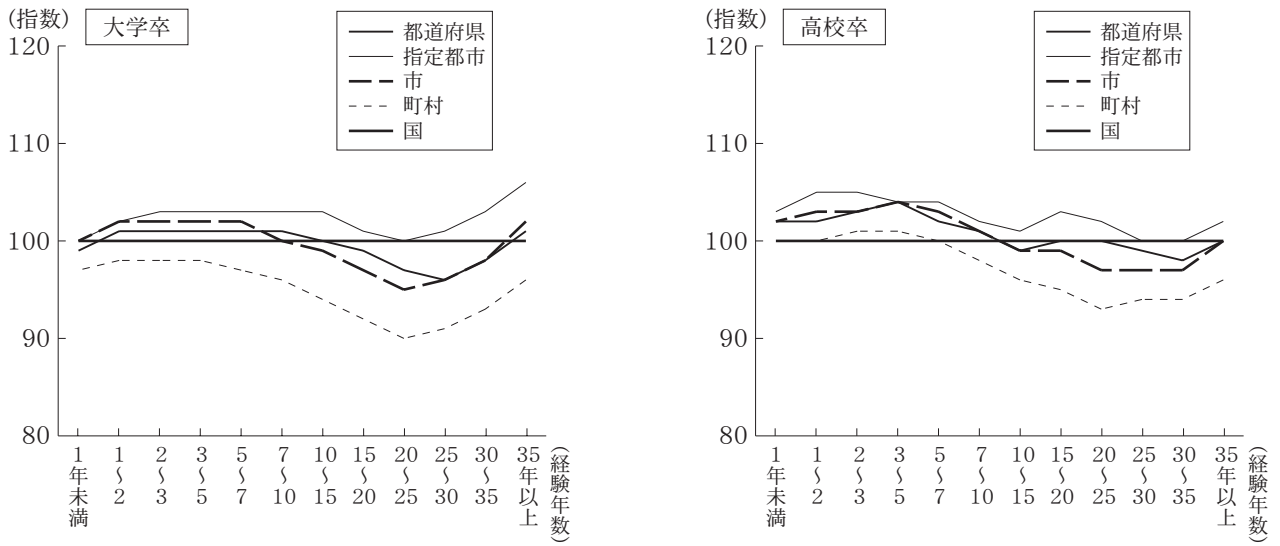 (指数)
大学卒
都道府県
指定都市
市
町村
国
120
110
100
90
80
1年未満
1〜2
2〜3
3〜5
5〜7
7〜10
10〜15
15〜20
20〜25
25〜30
30〜35
35年以上
(経験年数)
(指数)
高校卒
都道府県
指定都市
市
町村
国
120
110
100
90
80
1年未満
1〜2
2〜3
3〜5
5〜7
7〜10
10〜15
15〜20
20〜25
25〜30
30〜35
35年以上
(経験年数)